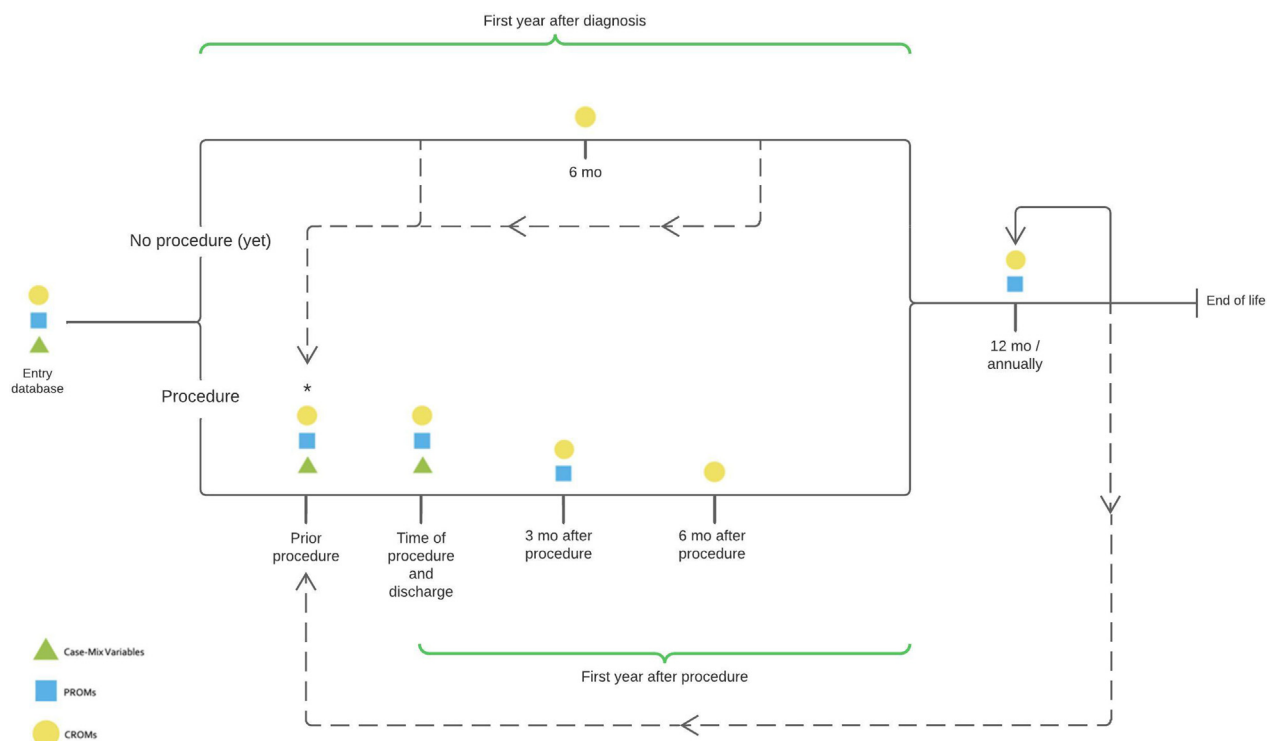 First year after diagnosis
6 mo
No procedure (yet)
End of life
12 mo /
annually
Entry
database
Procedure
*
Prior
procedure
Time of
procedure
and
discharge
3 mo after
procedure
6 mo after
procedure
First year after procedure
Case-Mix Variables
PROMs
CROMs